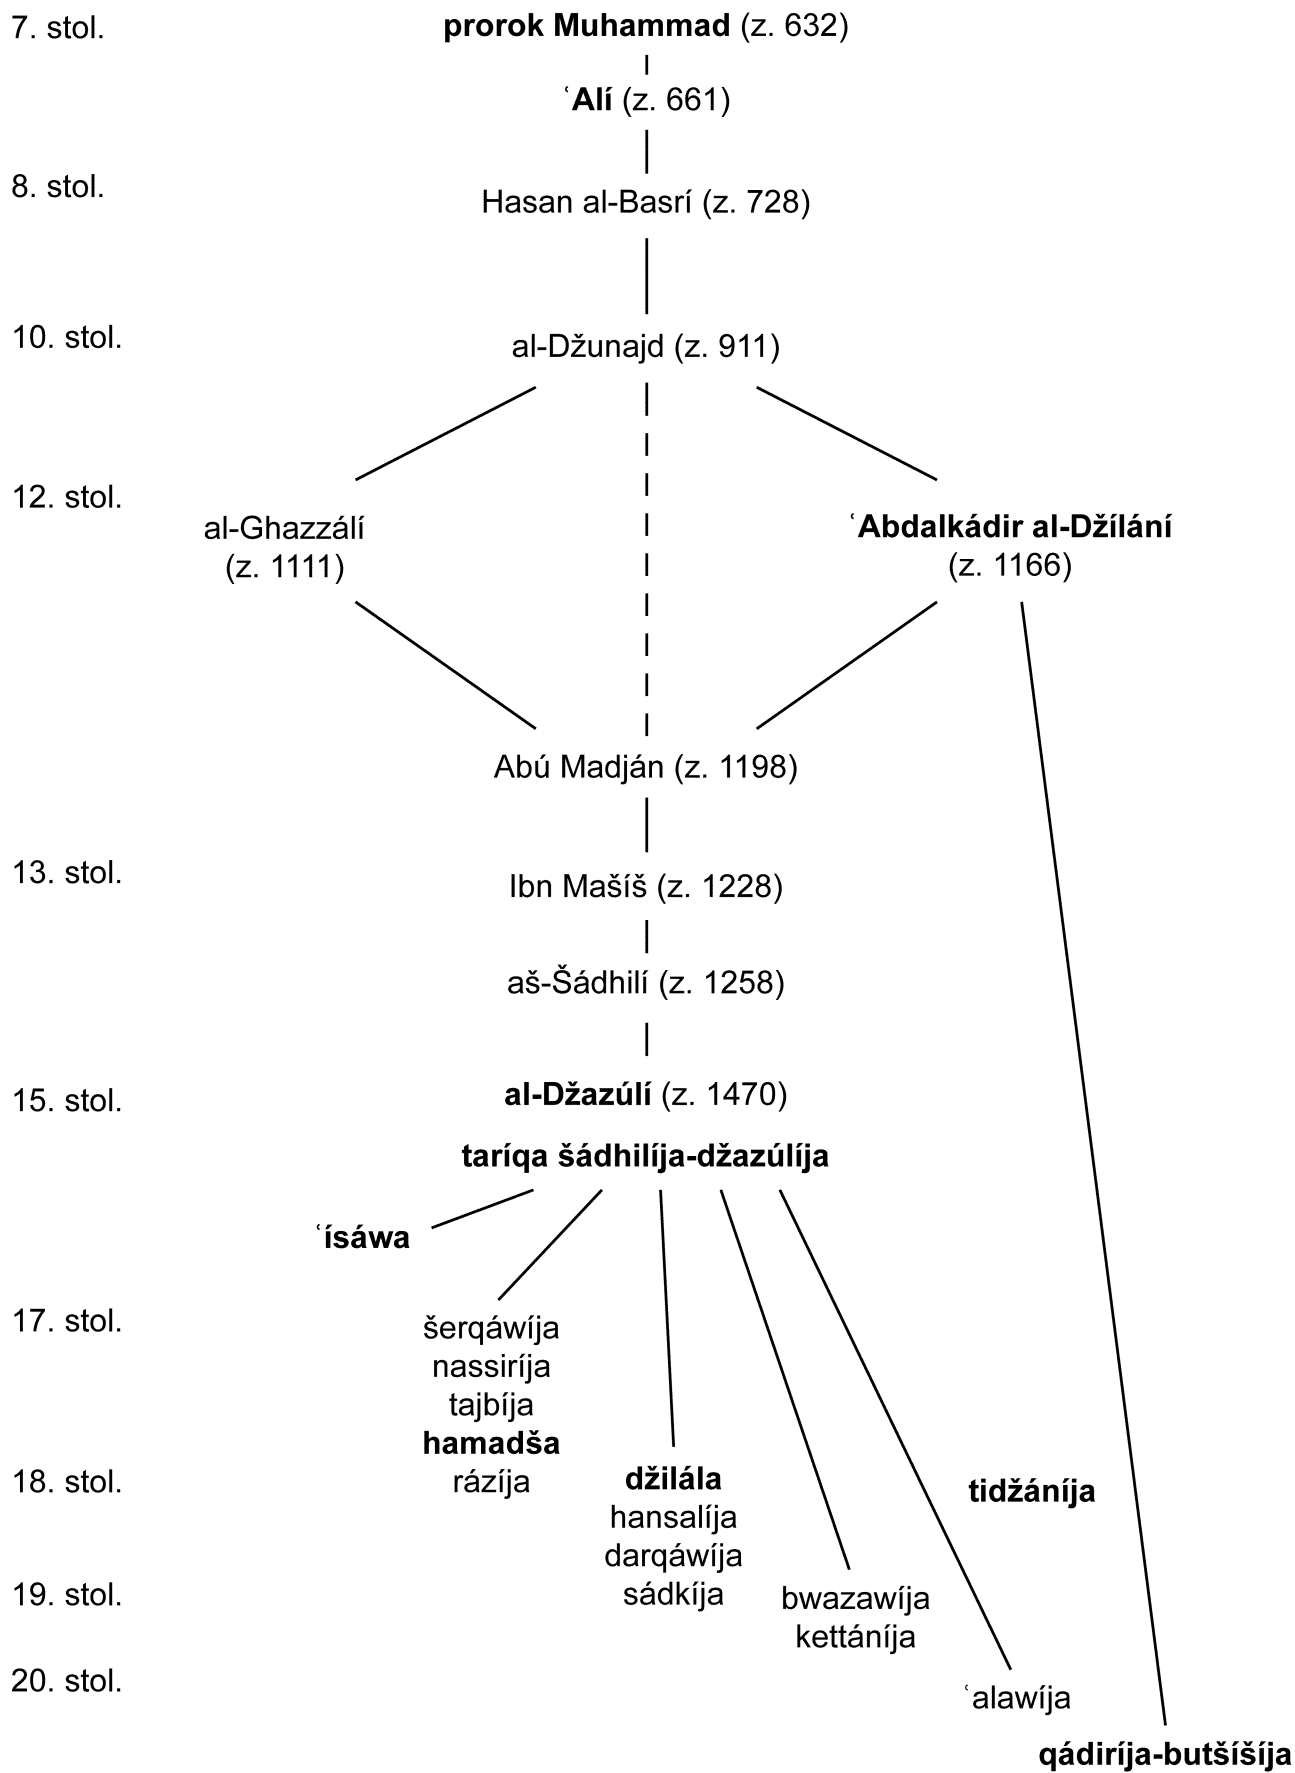 7. stol.
prorok Muhammad (z. 632)
ʿAlí (z. 661)
8. stol.
Hasan al-Basrí (z. 728)
10. stol.
al-Džunajd (z. 911)
12. stol.
al-Ghazzálí
(z. 1111)
ʿAbdalkádir al-Džílání
(z. 1166)
Abú Madján (z. 1198)
13. stol.
Ibn Mašíš (z. 1228)
aš-Šádhilí (z. 1258)
15. stol.
al-Džazúlí (z. 1470)
taríqa šádhilíja-džazúlíja
ʿísáwa
17. stol.
šerqáwíja
nassiríja
tajbíja
hamadša
rázíja
18. stol.
džilála
hansalíja
darqáwíja
sádkíja
tidžáníja
19. stol.
bwazawíja
kettáníja
20. stol.
ʿalawíja
qádiríja-butšíšíja